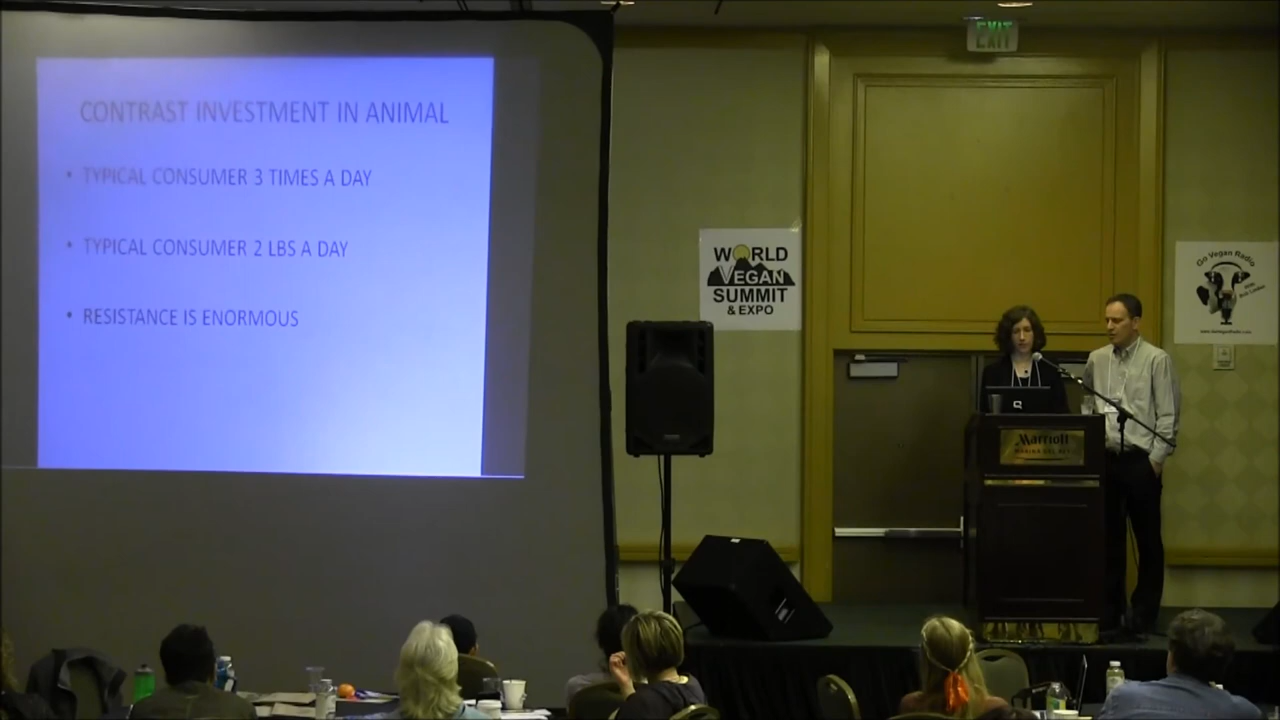 CONTRAST INVESTMENT IN ANIMAL
• TYPICAL CONSUMER 3 TIMES A DAY
• TYPICAL CONSUMER 2 LBS A DAY
• RESISTANCE IS ENORMOUS
EXIT
WORLD
VEGAN
SUMMIT
& EXPO
Go Vegan Radio
Marriott